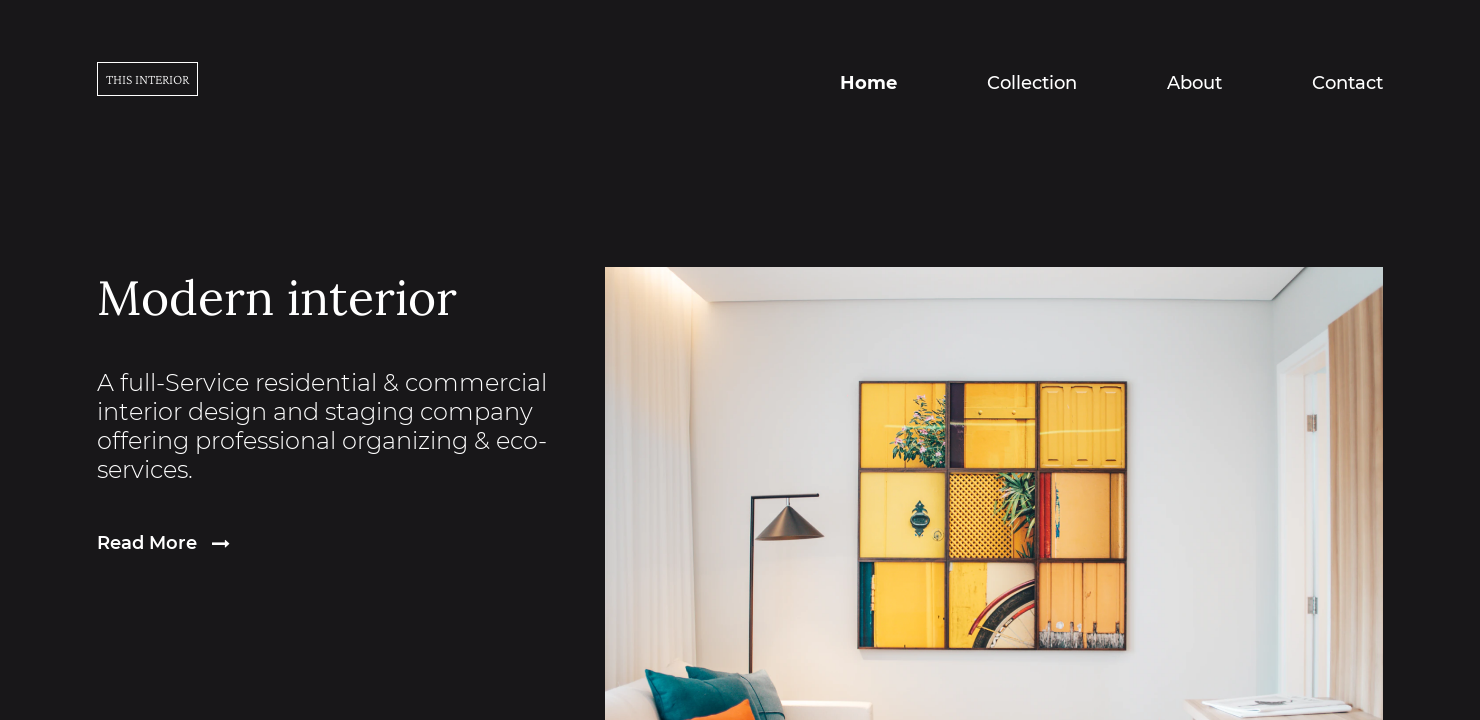 THIS INTERIOR
Home Collection About Contact
Modern interior
A full-Service residential & commercial
interior design and staging company
offering professional organizing & eco-
services.
Read More